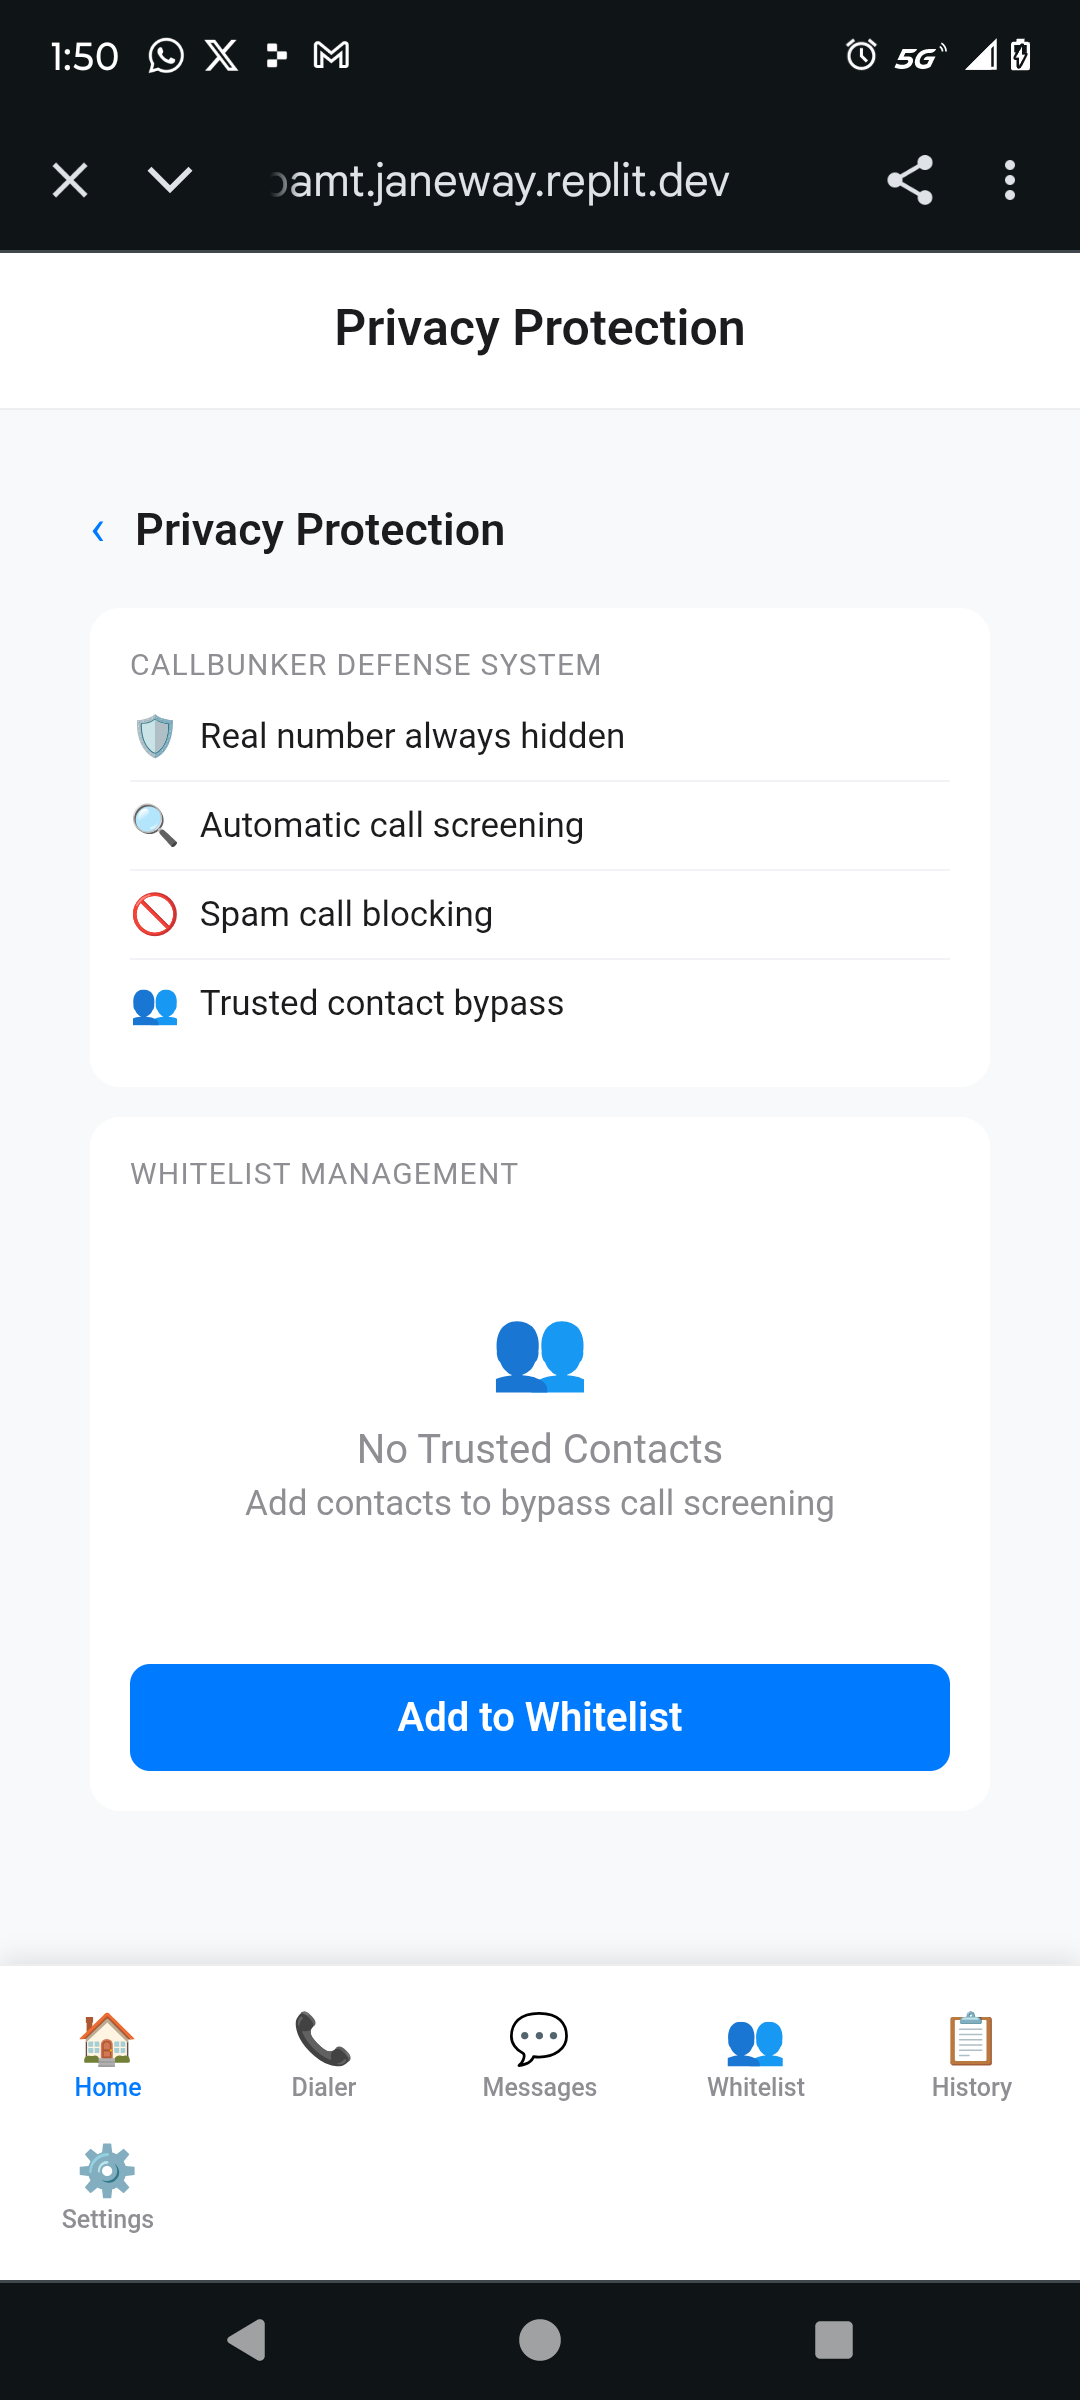 1:50 5G
amt.janeway.replit.dev
Privacy Protection
‹ Privacy Protection
CALLBUNKER DEFENSE SYSTEM
Real number always hidden
Automatic call screening
Spam call blocking
Trusted contact bypass
WHITELIST MANAGEMENT
No Trusted Contacts
Add contacts to bypass call screening
Add to Whitelist
Home Dialer Messages Whitelist History
Settings